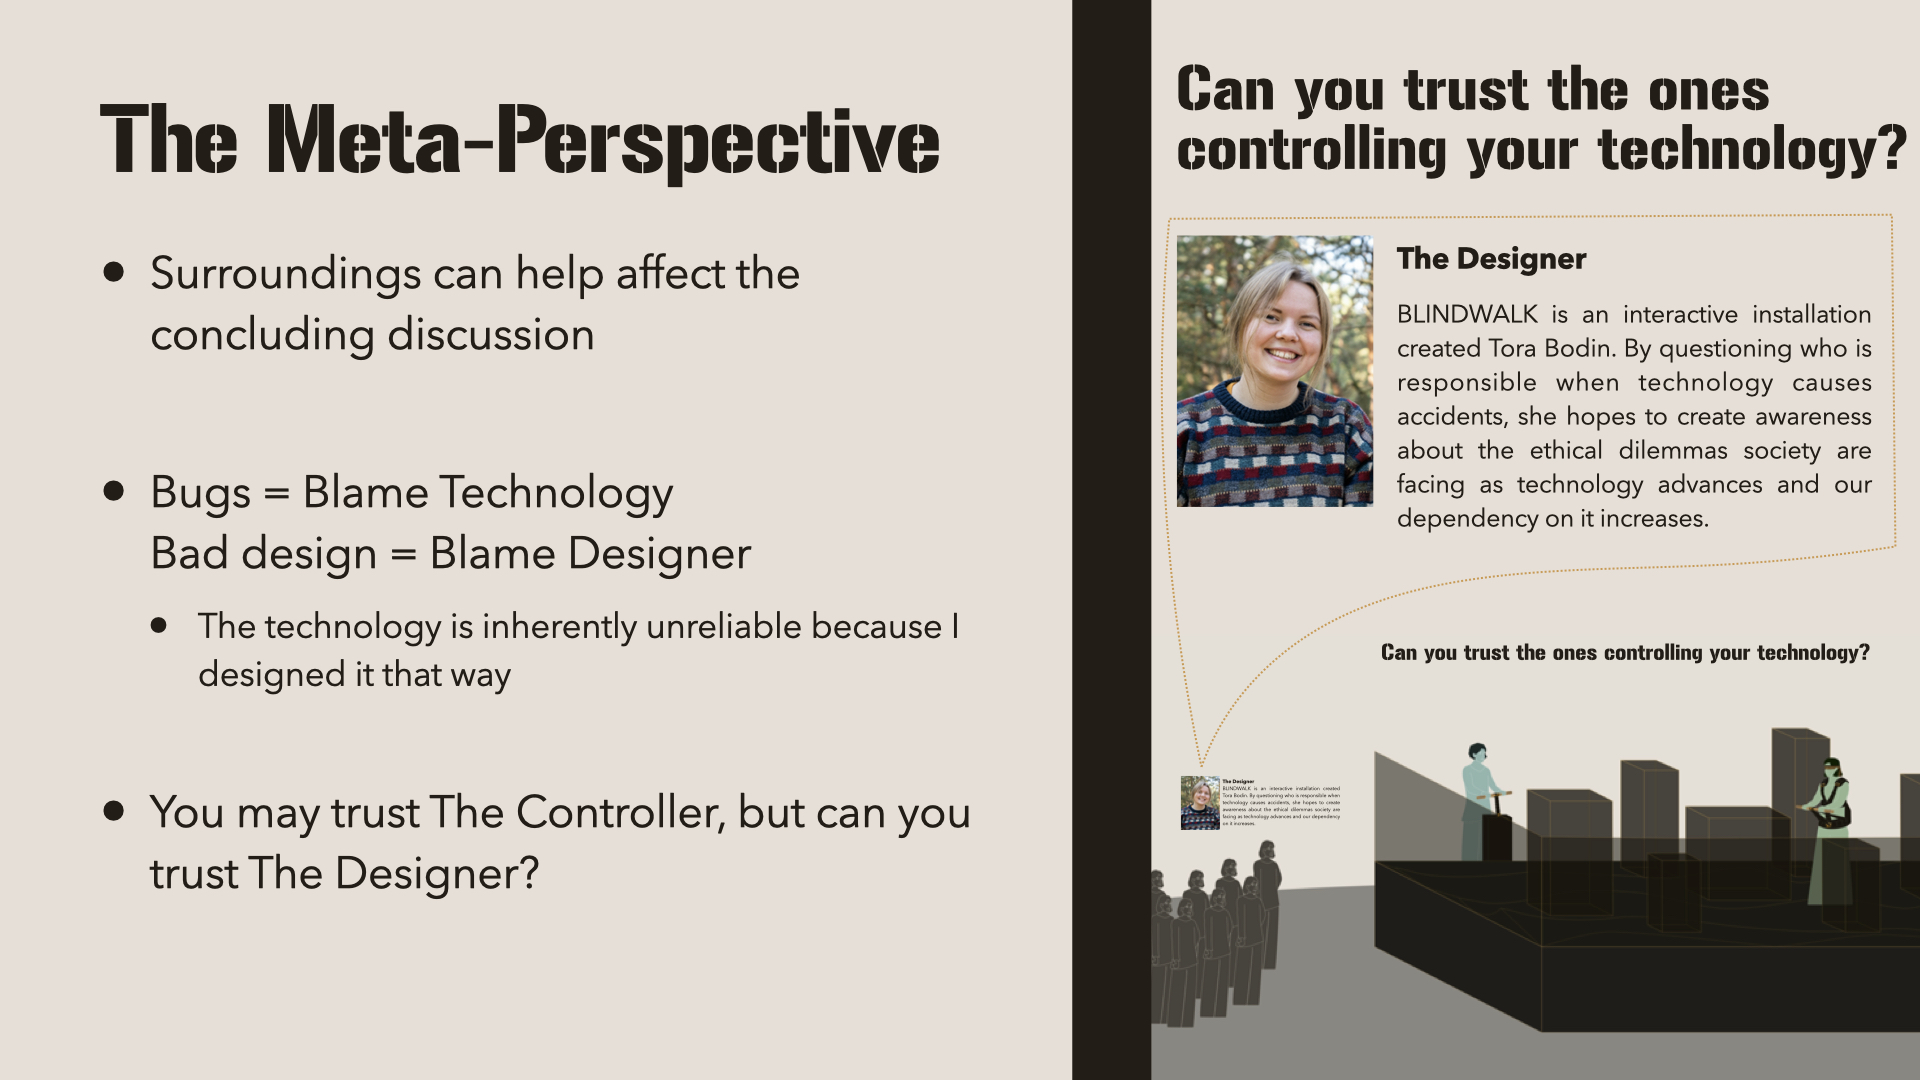 The Meta-Perspective
• Surroundings can help affect the
concluding discussion
• Bugs = Blame Technology
Bad design = Blame Designer
• The technology is inherently unreliable because I
designed it that way
• You may trust The Controller, but can you
trust The Designer?
Can you trust the ones
controlling your technology?
The Designer
BLINDWALK is an interactive installation
created Tora Bodin. By questioning who is
responsible when technology causes
accidents, she hopes to create awareness
about the ethical dilemmas society are
facing as technology advances and our
dependency on it increases.
Can you trust the ones controlling your technology?
The Designer
BLINDWALK is an interactive installation created
Tora Bodin. By questioning who is responsible when
technology causes accidents, she hopes to create
awareness about the ethical dilemmas society are
facing as technology advances and our dependency
on it increases.